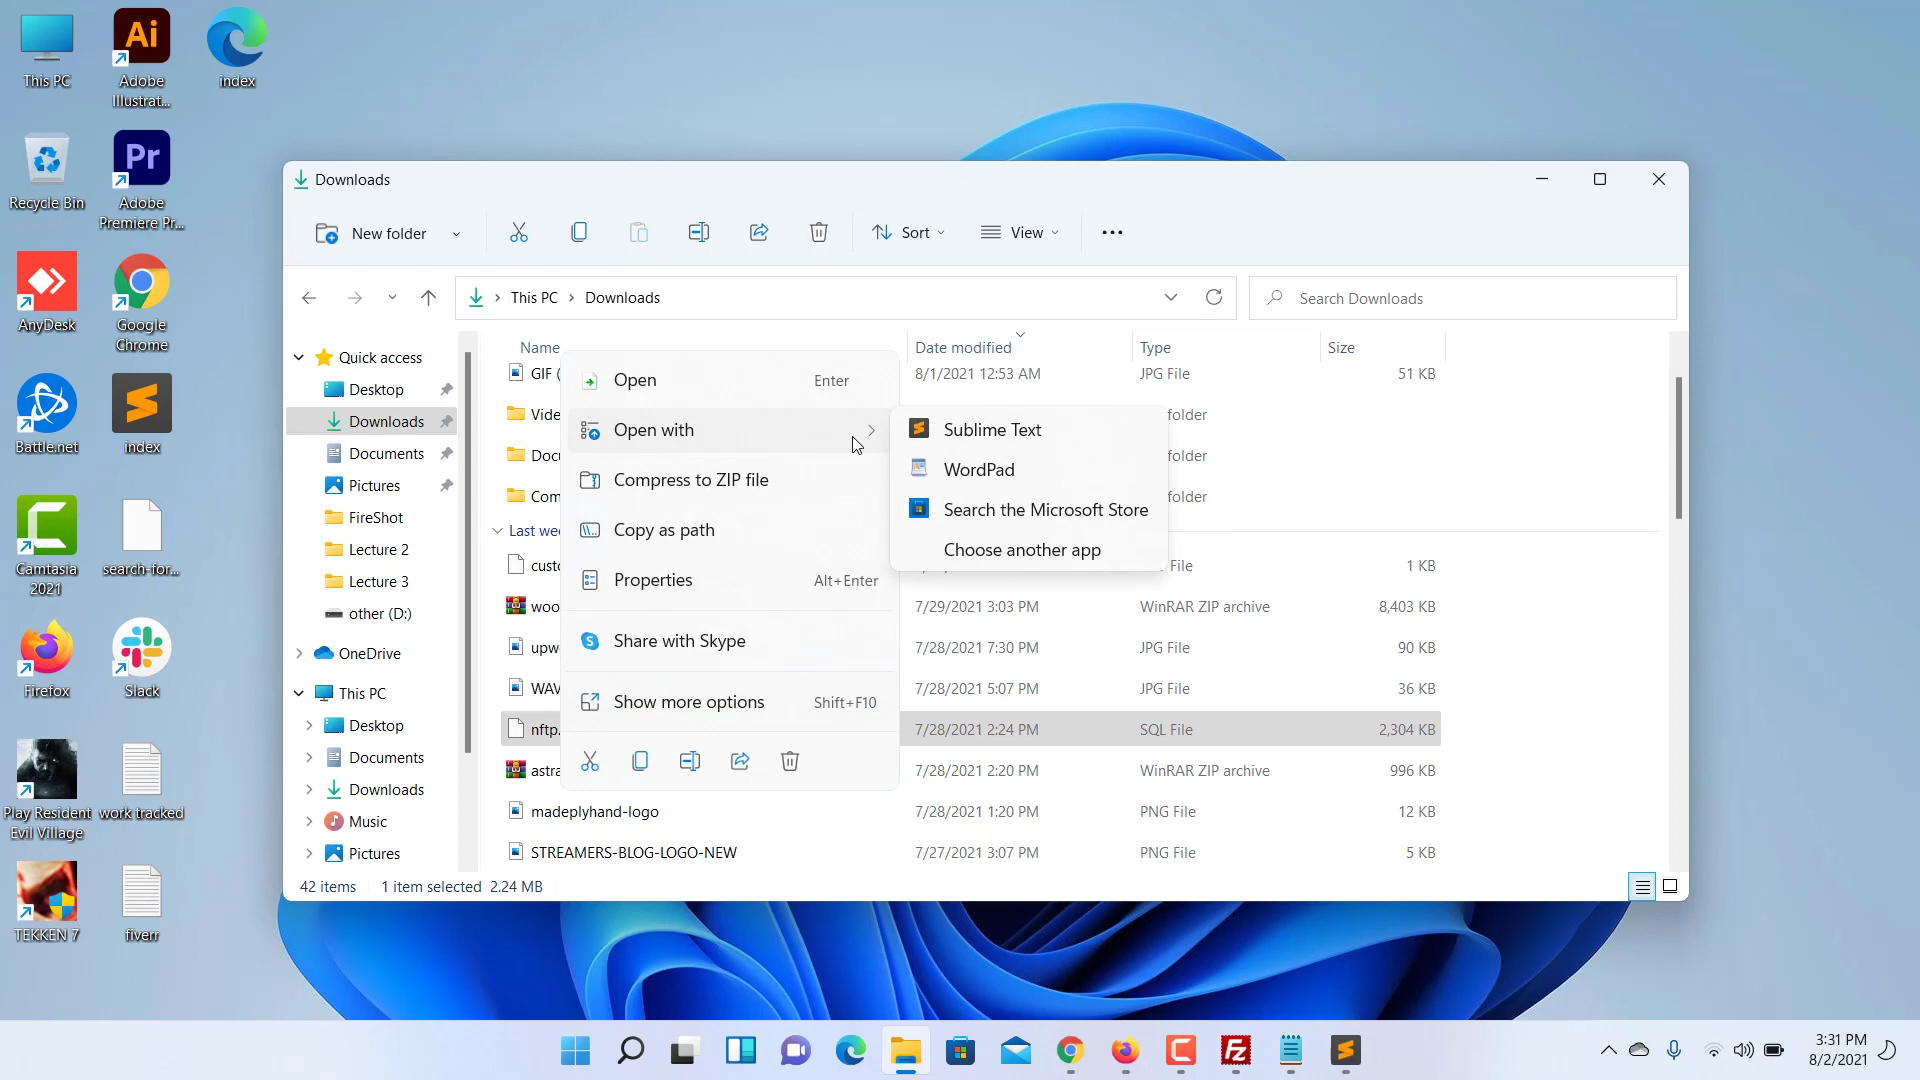 This PC
Ai
Adobe
Illustrat...
index
Recycle Bin
Pr
Adobe
Premiere Pr...
AnyDesk
Google
Chrome
Battle.net
index
Camtasia
2021
search-for...
Firefox
Slack
Play Resident
Evil Village
work tracked
TEKKEN 7
fiverr
Downloads
New folder
Sort
View
This PC
Downloads
Search Downloads
Quick access
Desktop
Downloads
Documents
Pictures
FireShot
Lecture 2
Lecture 3
other (D:)
OneDrive
This PC
Desktop
Documents
Downloads
Music
Pictures
Name
Date modified
Type
Size
GIF (
8/1/2021 12:53 AM
JPG File
51 KB
Vide
folder
Docu
folder
Com
folder
Last wee
custo
File
1 KB
woo
7/29/2021 3:03 PM
WinRAR ZIP archive
8,403 KB
upw
7/28/2021 7:30 PM
JPG File
90 KB
WAV
7/28/2021 5:07 PM
JPG File
36 KB
nftp.
7/28/2021 2:24 PM
SQL File
2,304 KB
astra
7/28/2021 2:20 PM
WinRAR ZIP archive
996 KB
madeplyhand-logo
7/28/2021 1:20 PM
PNG File
12 KB
STREAMERS-BLOG-LOGO-NEW
7/27/2021 3:07 PM
PNG File
5 KB
Open
Enter
Open with
Compress to ZIP file
Copy as path
Properties
Alt+Enter
Share with Skype
Show more options
Shift+F10
Sublime Text
WordPad
Search the Microsoft Store
Choose another app
42 items
1 item selected
2.24 MB
3:31 PM
8/2/2021